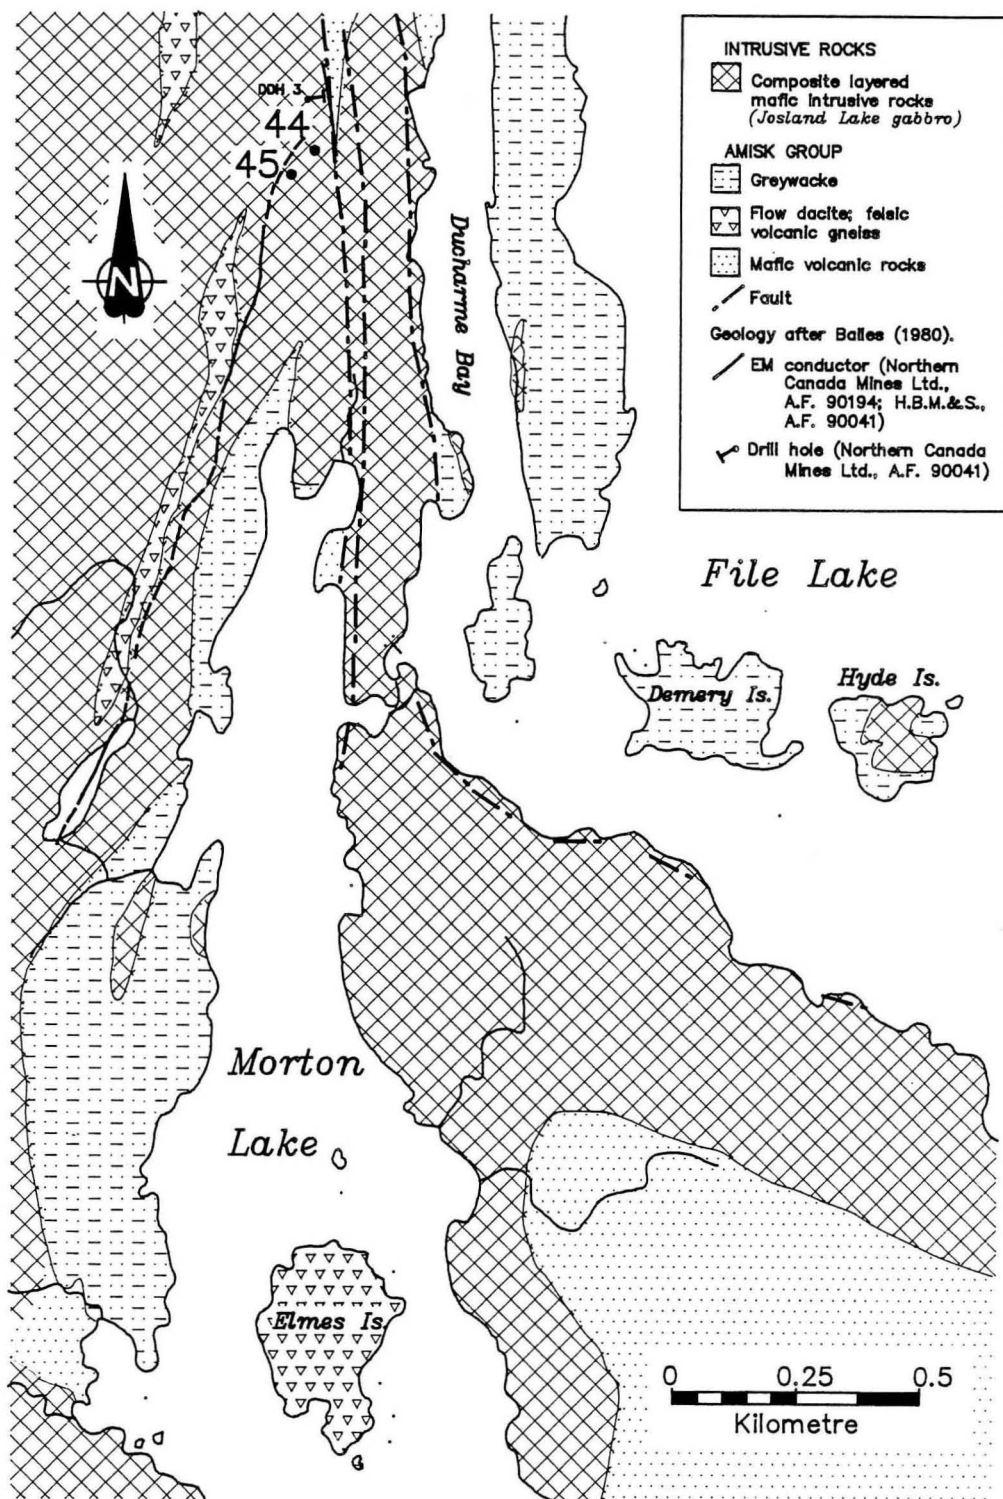 INTRUSIVE ROCKS
Composite layered
mafic intrusive rocks
(Josland Lake gabbro)
AMISK GROUP
Greywacke
Flow dacite; felsic
volcanic gneiss
Mafic volcanic rocks
Fault
Geology after Bailes (1980).
EM conductor (Northern
Canada Mines Ltd.,
A.F. 90194; H.B.M.&S.,
A.F. 90041)
Drill hole (Northern Canada
Mines Ltd., A.F. 90041)
DDH 3
44
45
N
Ducharme Bay
File Lake
Demery Is.
Hyde Is.
Morton
Lake
Elmes Is.
0 0.25 0.5
Kilometre